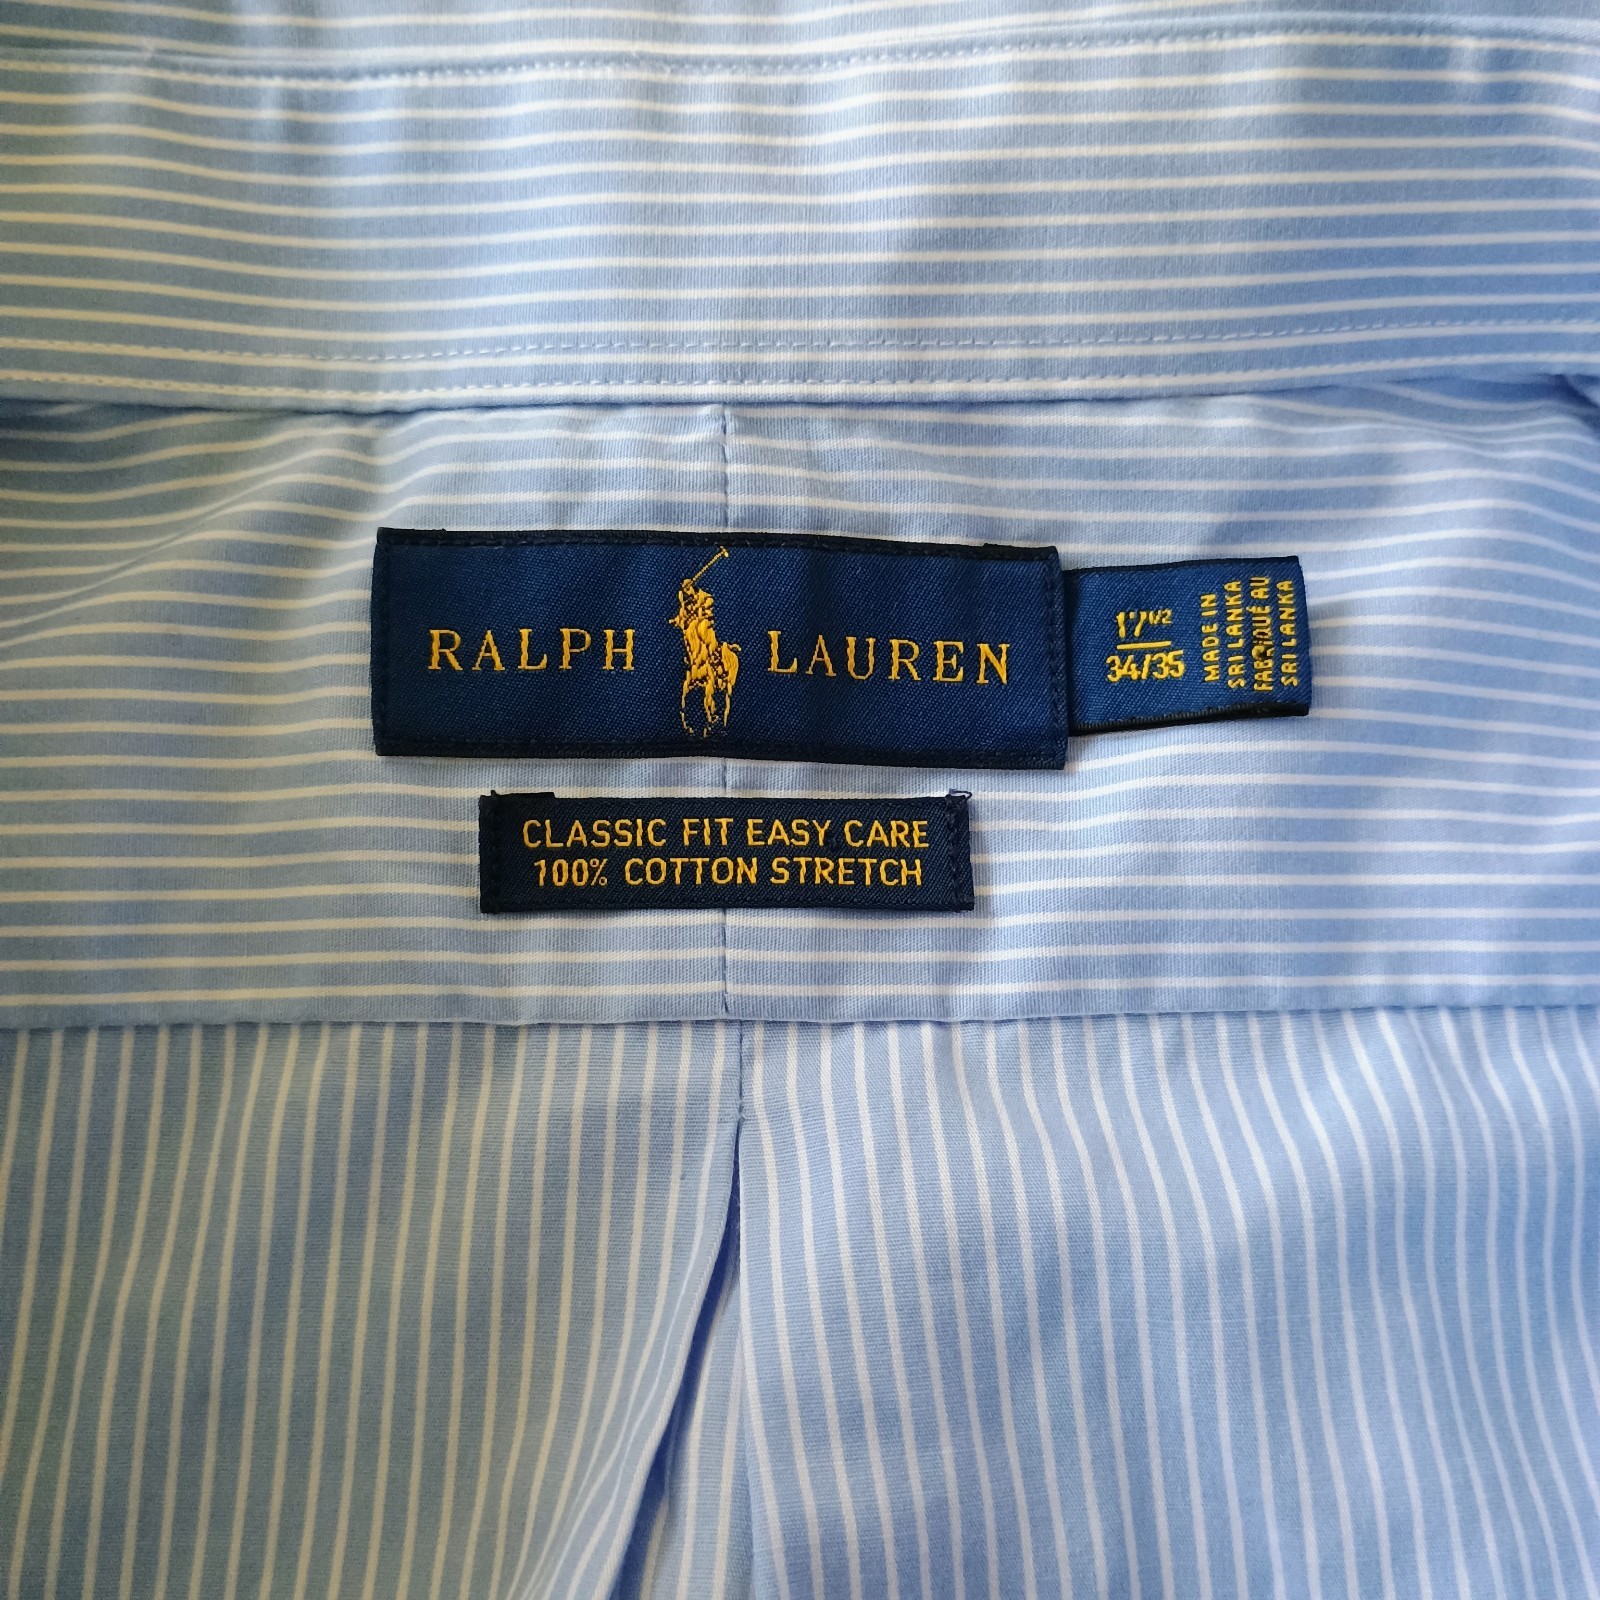 RALPH LAUREN
17 1/2
34/35
MADE IN
SRI LANKA
FABRIQUÉ AU
SRI LANKA
CLASSIC FIT EASY CARE
100% COTTON STRETCH